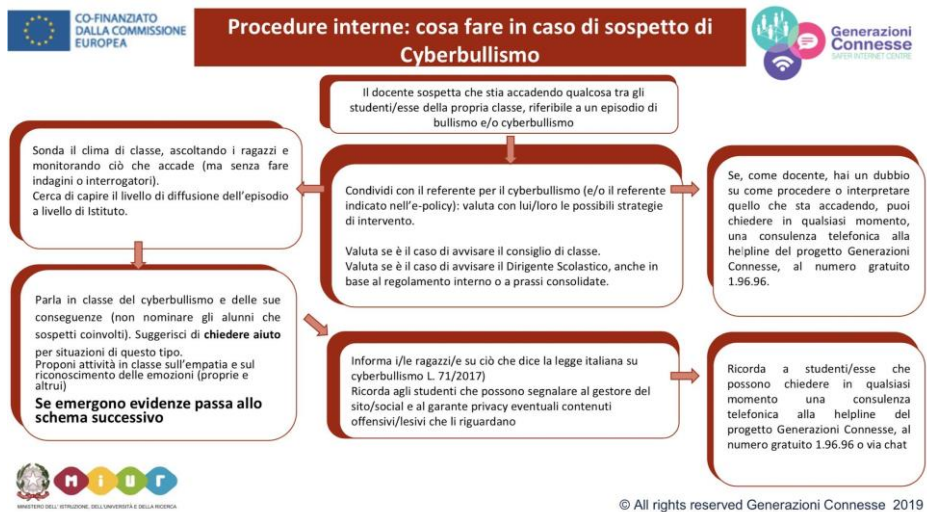 CO-FINANZIATO
DALLA COMMISSIONE
EUROPEA
Procedure interne: cosa fare in caso di sospetto di
Cyberbullismo
Generazioni
Connesse
SAFER INTERNET CENTRE
Il docente sospetta che stia accadendo qualcosa tra gli
studenti/esse della propria classe, riferibile a un episodio di
bullismo e/o cyberbullismo
Sonda il clima di classe, ascoltando i ragazzi e
monitorando ciò che accade (ma senza fare
indagini o interrogatori).
Cerca di capire il livello di diffusione dell'episodio
a livello di Istituto.
Condividi con il referente per il cyberbullismo (e/o il referente
indicato nell'e-policy): valuta con lui/loro le possibili strategie
di intervento.
Valuta se è il caso di avvisare il consiglio di classe.
Valuta se è il caso di avvisare il Dirigente Scolastico, anche in
base al regolamento interno o a prassi consolidate.
Se, come docente, hai un dubbio
su come procedere o interpretare
quello che sta accadendo, puoi
chiedere in qualsiasi momento,
una consulenza telefonica alla
helpline del progetto Generazioni
Connesse, al numero gratuito
1.96.96.
Parla in classe del cyberbullismo e delle sue
conseguenze (non nominare gli alunni che
sospetti coinvolti). Suggerisci di chiedere aiuto
per situazioni di questo tipo.
Proponi attività in classe sull'empatia e sul
riconoscimento delle emozioni (proprie e
altrui)
Se emergono evidenze passa allo
schema successivo
Informa i/le ragazzi/e su ciò che dice la legge italiana su
cyberbullismo L. 71/2017)
Ricorda agli studenti che possono segnalare al gestore del
sito/social e al garante privacy eventuali contenuti
offensivi/lesivi che li riguardano
Ricorda a studenti/esse che
possono chiedere in qualsiasi
momento una consulenza
telefonica alla helpline del
progetto Generazioni Connesse, al
numero gratuito 1.96.96 o via chat
miur
MINISTERO DELL' ISTRUZIONE, DELL'UNIVERSITÀ E DELLA RICERCA
© All rights reserved Generazioni Connesse 2019